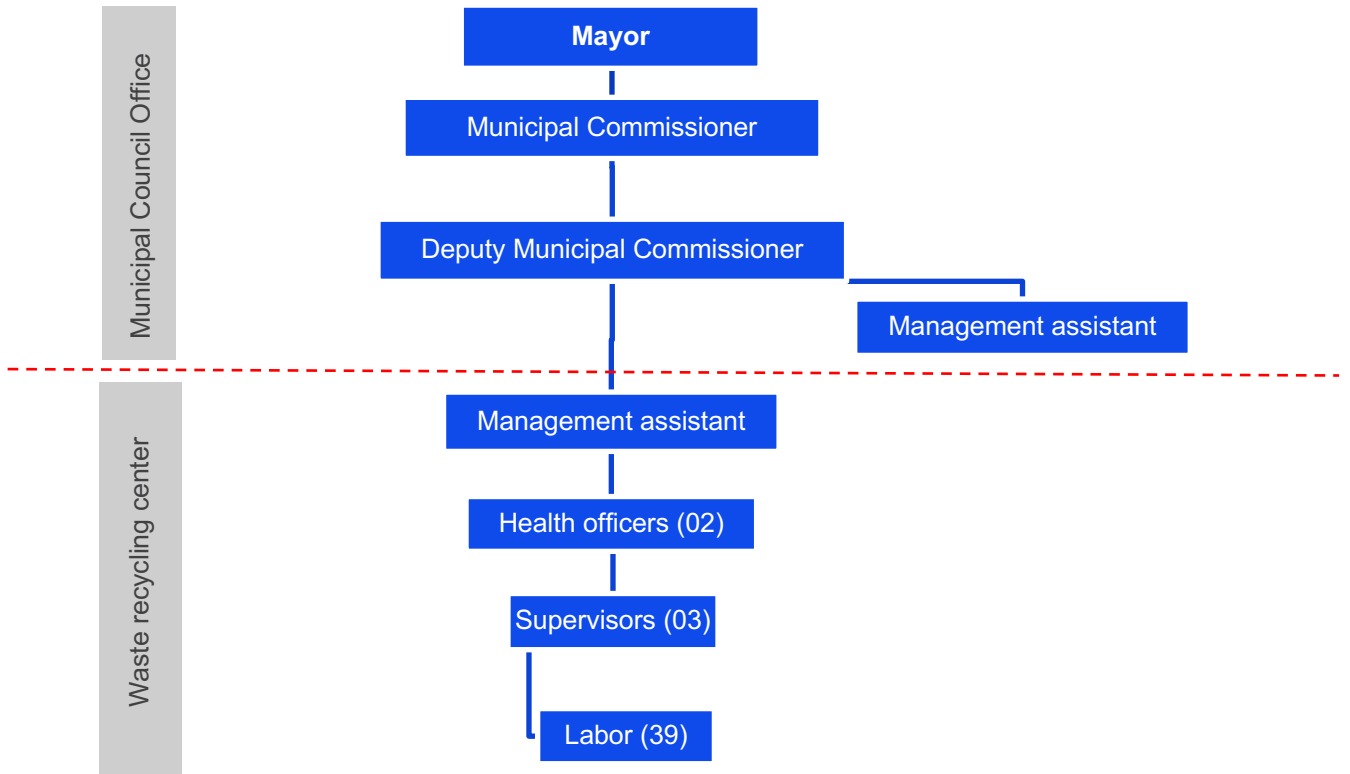 Municipal Council Office
Mayor
Municipal Commissioner
Deputy Municipal Commissioner
Management assistant
Waste recycling center
Management assistant
Health officers (02)
Supervisors (03)
Labor (39)